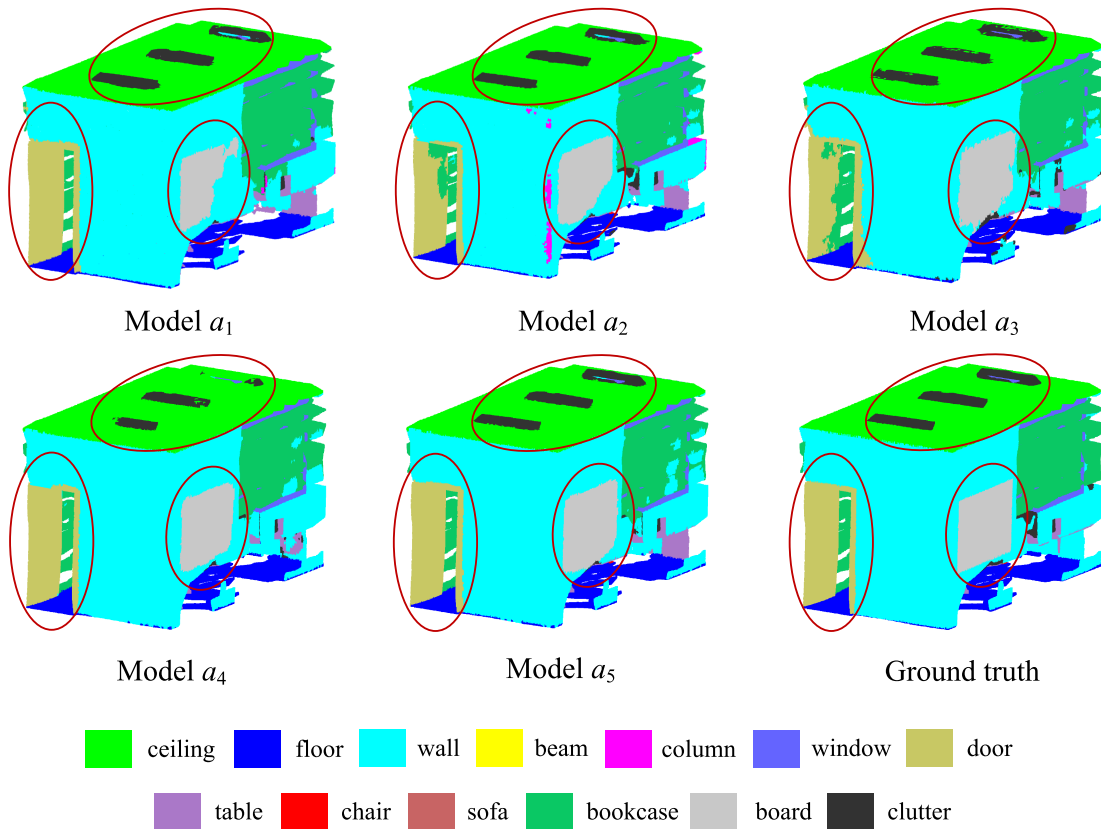 Model a1 Model a2 Model a3
Model a4 Model a5 Ground truth
ceiling floor wall beam column window door
table chair sofa bookcase board clutter